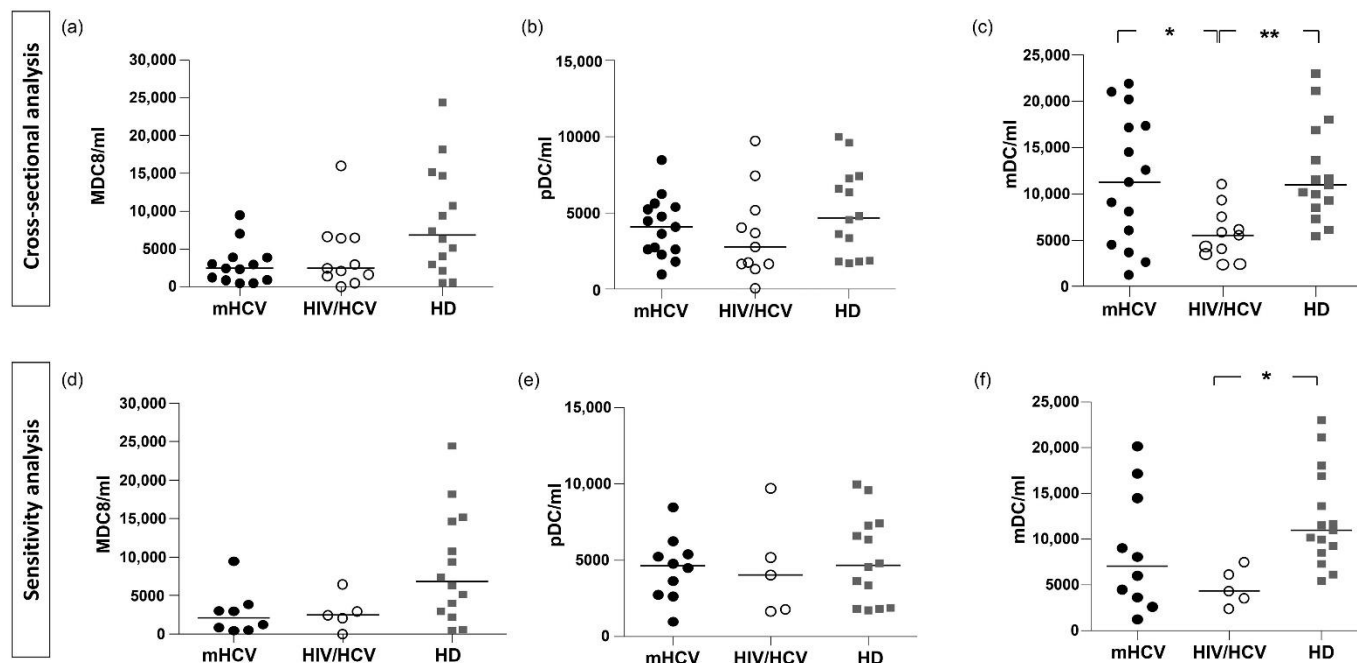 Cross-sectional analysis
(a)
MDC8/ml
30,000
25,000
20,000
15,000
10,000
5000
0
mHCV HIV/HCV HD
(b)
pDC/ml
15,000
10000
5000
0
mHCV HIV/HCV HD
(c)
* **
mDC/ml
25,000
20,000
15,000
10,000
5000
0
mHCV HIV/HCV HD
Sensitivity analysis
(d)
MDC8/ml
30,000
25,000
20,000
15,000
10,000
5000
0
mHCV HIV/HCV HD
(e)
pDC/ml
15,000
10,000
5000
0
mHCV HIV/HCV HD
(f)
*
mDC/ml
25,000
20,000
15,000
10,000
5000
0
mHCV HIV/HCV HD